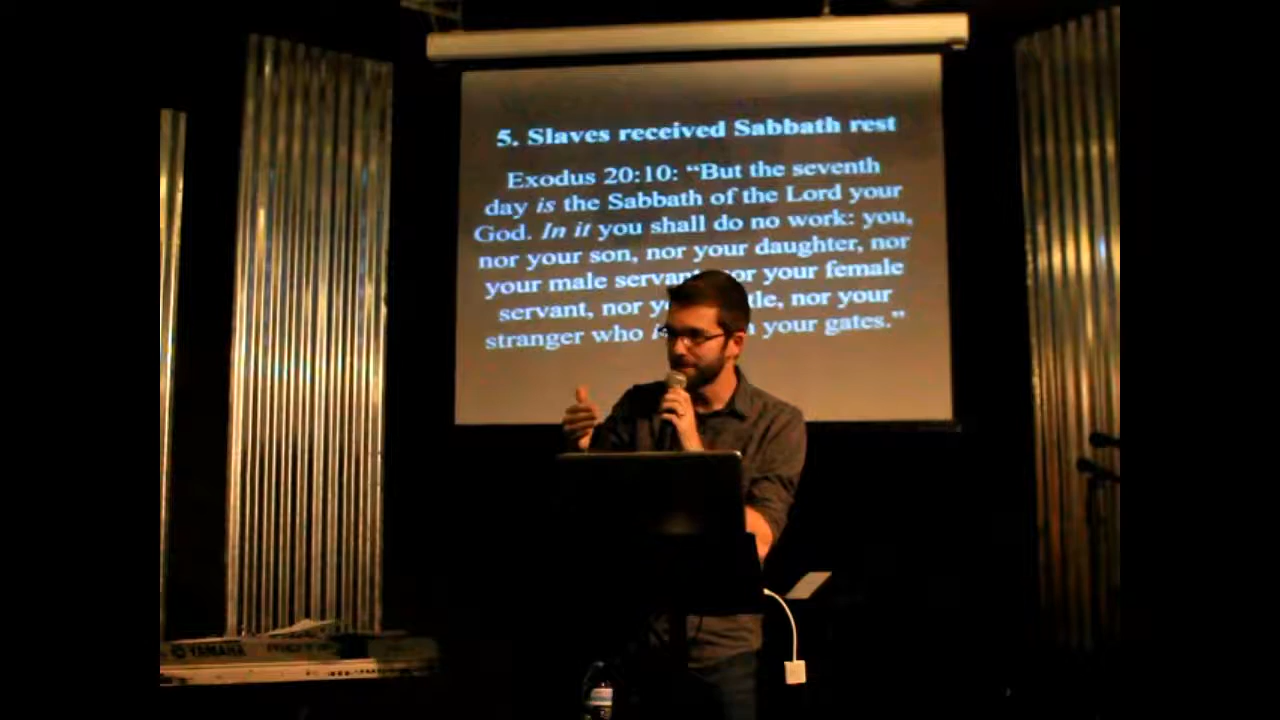 5. Slaves received Sabbath rest
Exodus 20:10: “But the seventh
day is the Sabbath of the Lord your
God. In it you shall do no work: you,
nor your son, nor your daughter, nor
your male servant nor your female
servant, nor your
stranger who your gates.”
YAMAHA